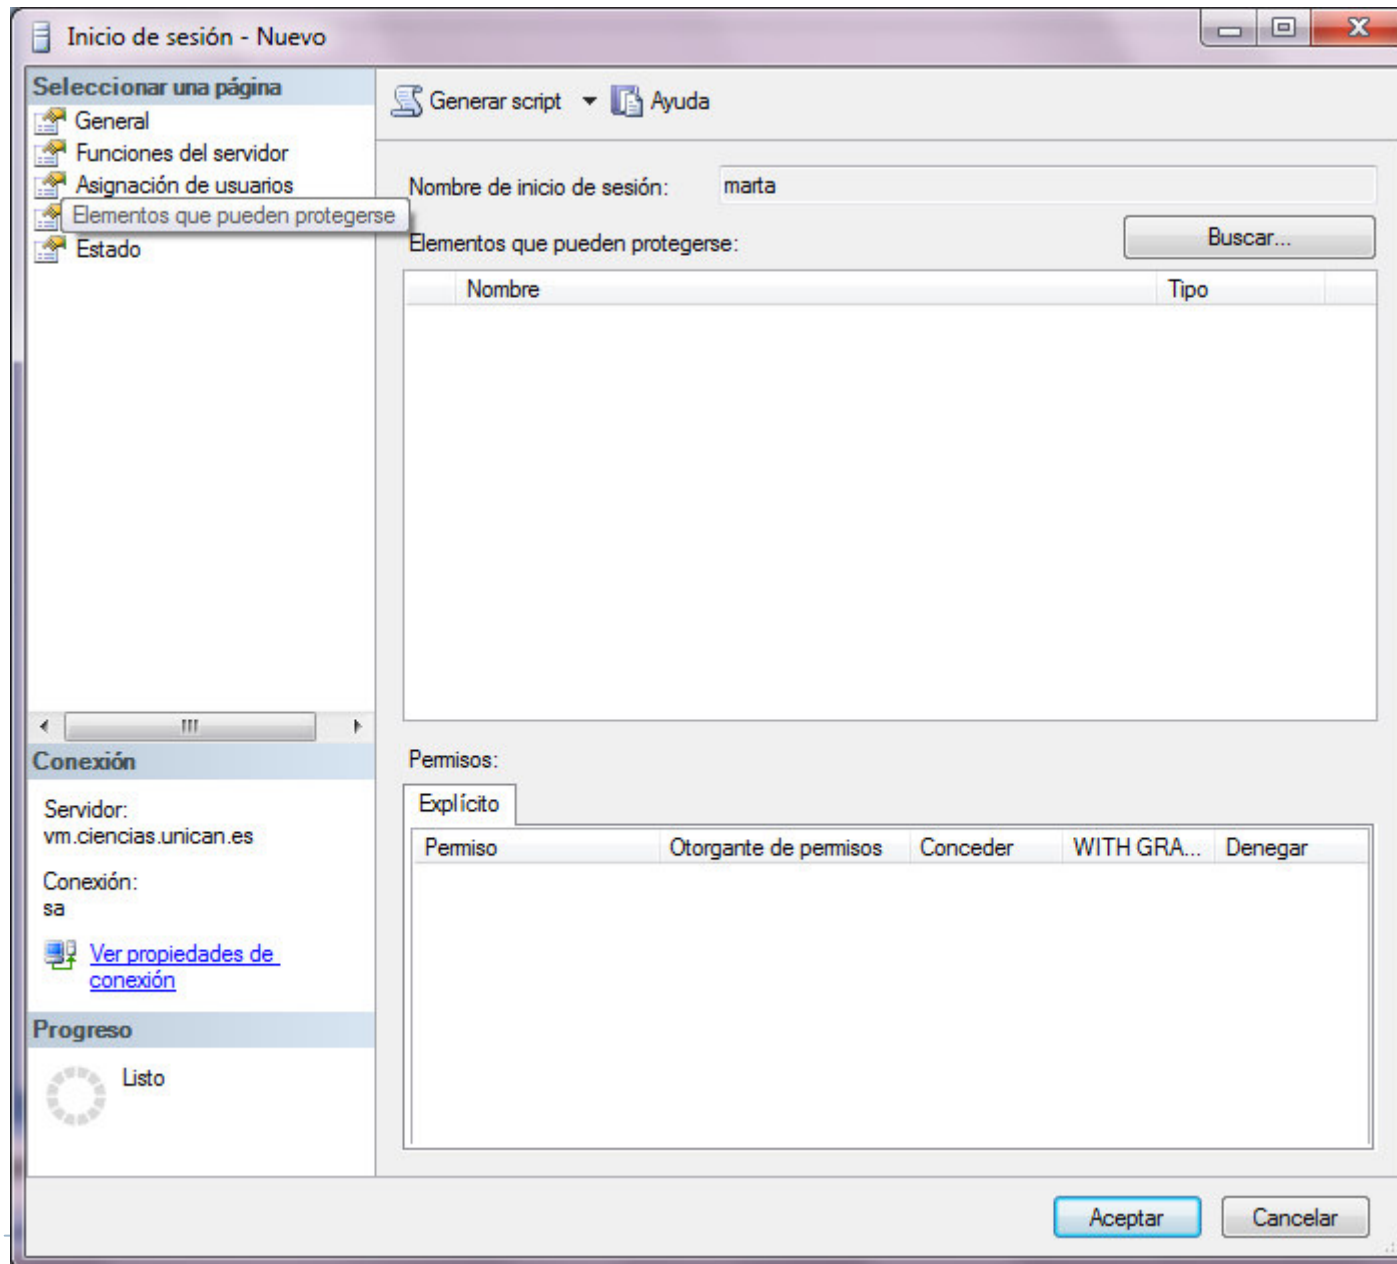 Inicio de sesión - Nuevo
Seleccionar una página
General
Funciones del servidor
Asignación de usuarios
Elementos que pueden protegerse
Estado
Generar script
Ayuda
Nombre de inicio de sesión:
marta
Elementos que pueden protegerse:
Buscar...
Nombre
Tipo
Conexión
Servidor:
vm.ciencias.unican.es
Conexión:
sa
Ver propiedades de
conexión
Progreso
Listo
Permisos:
Explícito
Permiso
Otorgante de permisos
Conceder
WITH GRA...
Denegar
Aceptar
Cancelar